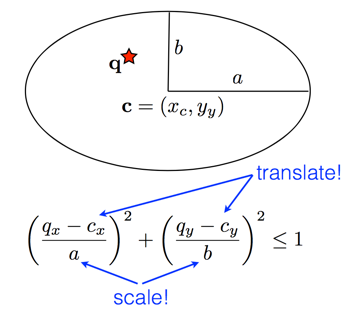 b
q
a
c = (x_c, y_y)
translate!
( (q_x − c_x) / a )^2 + ( (q_y − c_y) / b )^2 ≤ 1
scale!